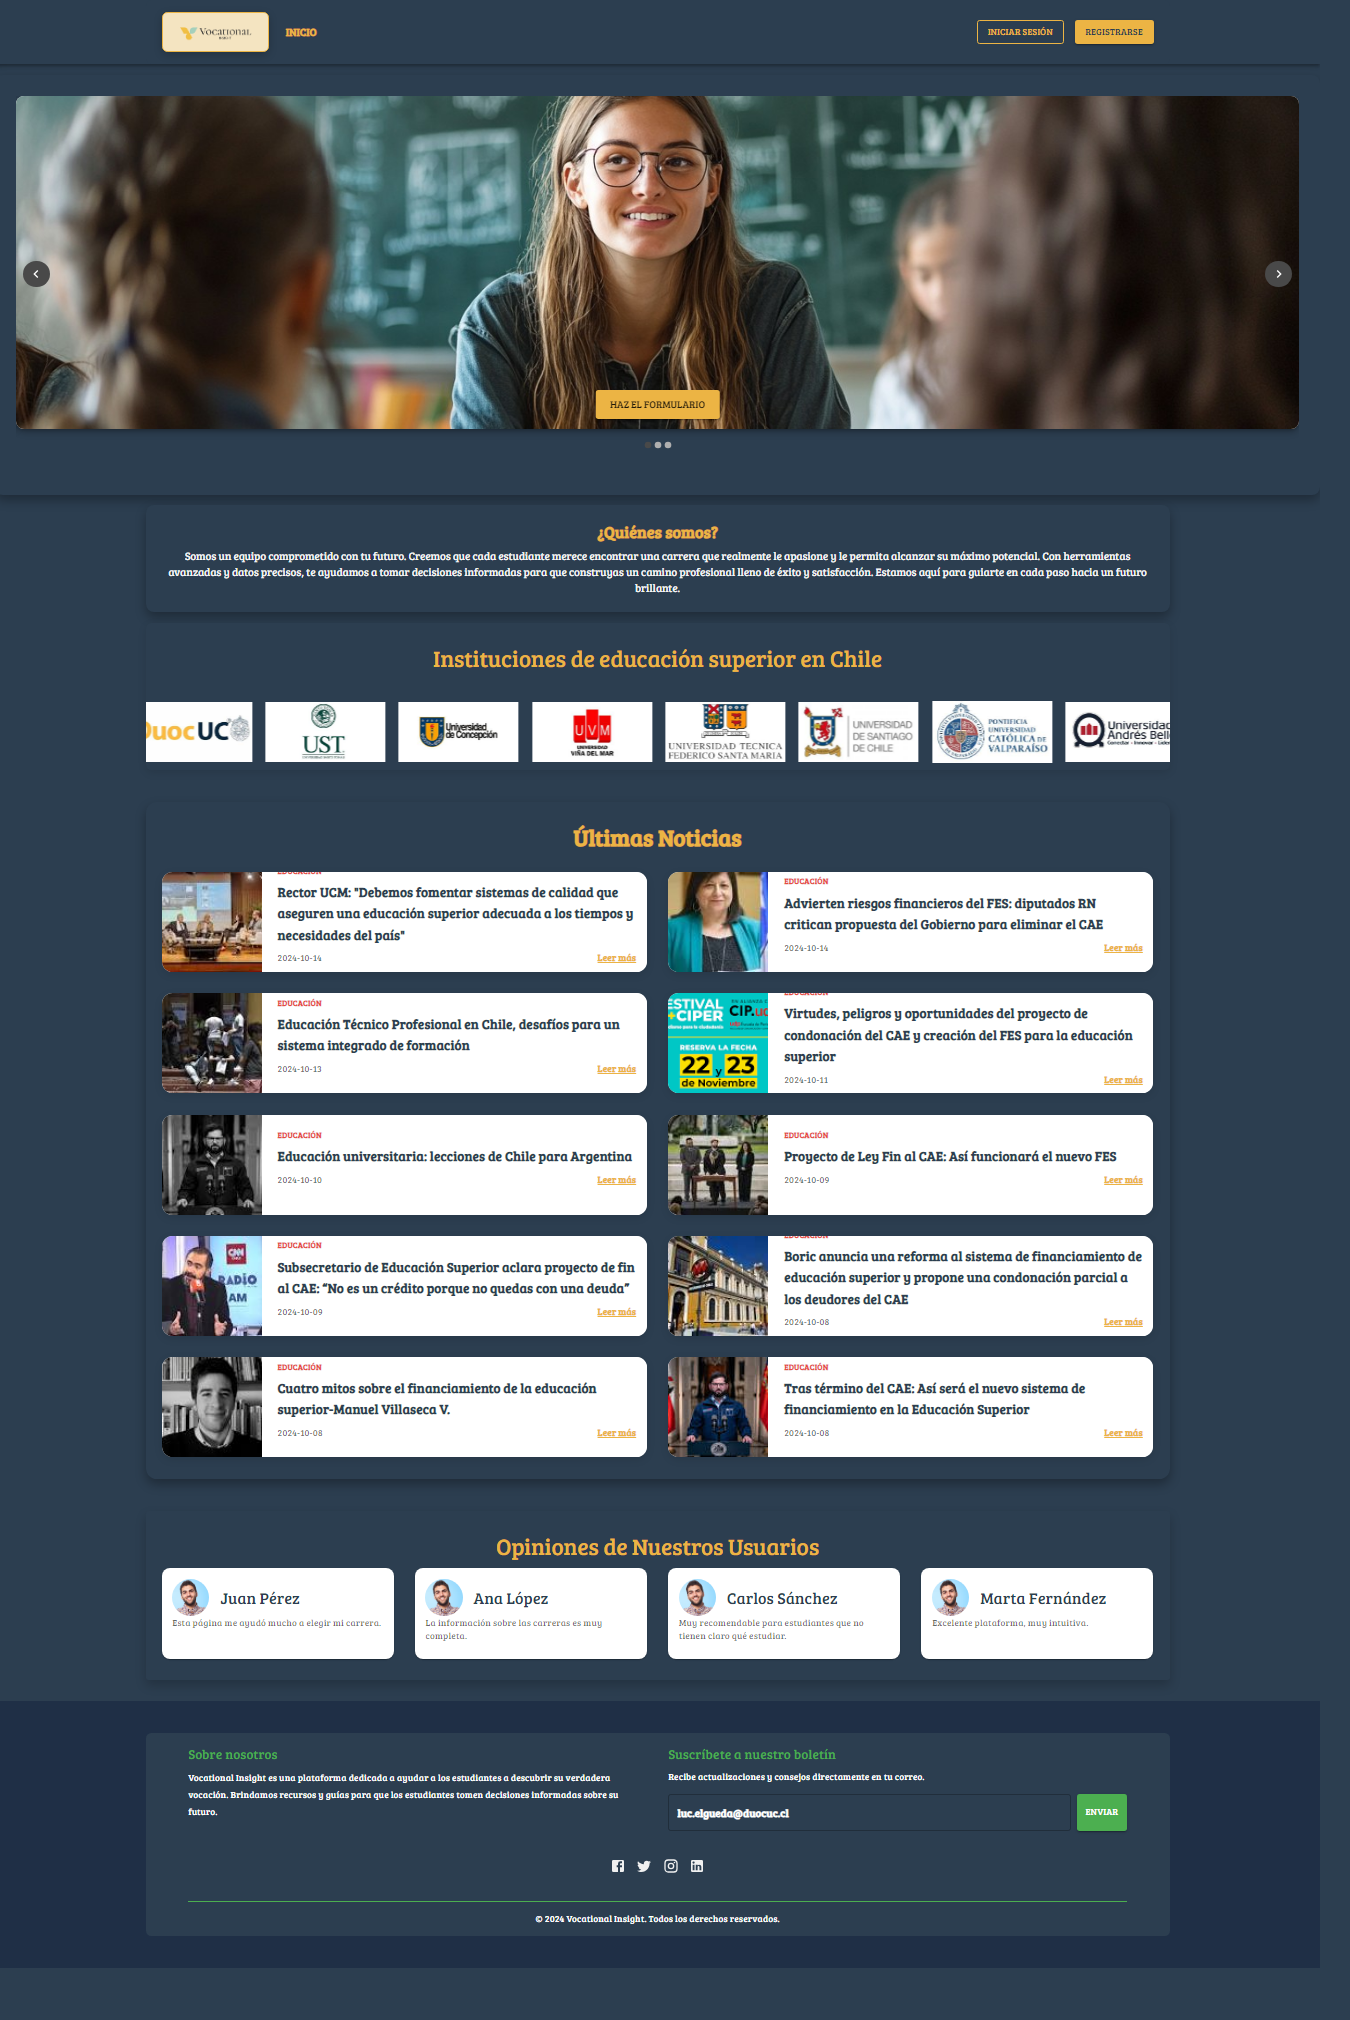 Vocational
INICIO
INICIAR SESIÓN
REGISTRARSE
HAZ EL FORMULARIO
¿Quiénes somos?
Somos un equipo comprometido con tu futuro. Creemos que cada estudiante merece encontrar una carrera que realmente le apasione y le permita alcanzar su máximo potencial. Con herramientas
avanzadas y datos precisos, te ayudamos a tomar decisiones informadas para que construyas un camino profesional lleno de éxito y satisfacción. Estamos aquí para guiarte en cada paso hacia un futuro
brillante.
Instituciones de educación superior en Chile
DuocUC
UST
Universidad
de Concepción
UVM
UNIVERSIDAD
VIÑA DEL MAR
UNIVERSIDAD TECNICA
FEDERICO SANTA MARIA
UNIVERSIDAD
DE SANTIAGO
DE CHILE
PONTIFICIA
UNIVERSIDAD
CATÓLICA DE
VALPARAÍSO
Universidad
Andrés Bello
Conectar - Innovar - Lider
Últimas Noticias
EDUCACIÓN
Rector UCM: "Debemos fomentar sistemas de calidad que
aseguren una educación superior adecuada a los tiempos y
necesidades del país"
2024-10-14
Leer más
EDUCACIÓN
Advierten riesgos financieros del FES: diputados RN
critican propuesta del Gobierno para eliminar el CAE
2024-10-14
Leer más
EDUCACIÓN
Educación Técnico Profesional en Chile, desafíos para un
sistema integrado de formación
2024-10-13
Leer más
ESTIVAL
+CIPER
CIP.UC
RESERVA LA FECHA
22 y 23
de Noviembre
EDUCACIÓN
Virtudes, peligros y oportunidades del proyecto de
condonación del CAE y creación del FES para la educación
superior
2024-10-11
Leer más
EDUCACIÓN
Educación universitaria: lecciones de Chile para Argentina
2024-10-10
Leer más
EDUCACIÓN
Proyecto de Ley Fin al CAE: Así funcionará el nuevo FES
2024-10-09
Leer más
CNN
RADIO
AM
EDUCACIÓN
Subsecretario de Educación Superior aclara proyecto de fin
al CAE: “No es un crédito porque no quedas con una deuda”
2024-10-09
Leer más
EDUCACIÓN
Boric anuncia una reforma al sistema de financiamiento de
educación superior y propone una condonación parcial a
los deudores del CAE
2024-10-08
Leer más
EDUCACIÓN
Cuatro mitos sobre el financiamiento de la educación
superior-Manuel Villaseca V.
2024-10-08
Leer más
EDUCACIÓN
Tras término del CAE: Así será el nuevo sistema de
financiamiento en la Educación Superior
2024-10-08
Leer más
Opiniones de Nuestros Usuarios
Juan Pérez
Esta página me ayudó mucho a elegir mi carrera.
Ana López
La información sobre las carreras es muy
completa.
Carlos Sánchez
Muy recomendable para estudiantes que no
tienen claro qué estudiar.
Marta Fernández
Excelente plataforma, muy intuitiva.
Sobre nosotros
Vocational Insight es una plataforma dedicada a ayudar a los estudiantes a descubrir su verdadera
vocación. Brindamos recursos y guías para que los estudiantes tomen decisiones informadas sobre su
futuro.
Suscríbete a nuestro boletín
Recibe actualizaciones y consejos directamente en tu correo.
luc.elgueda@duocuc.cl
ENVIAR
© 2024 Vocational Insight. Todos los derechos reservados.